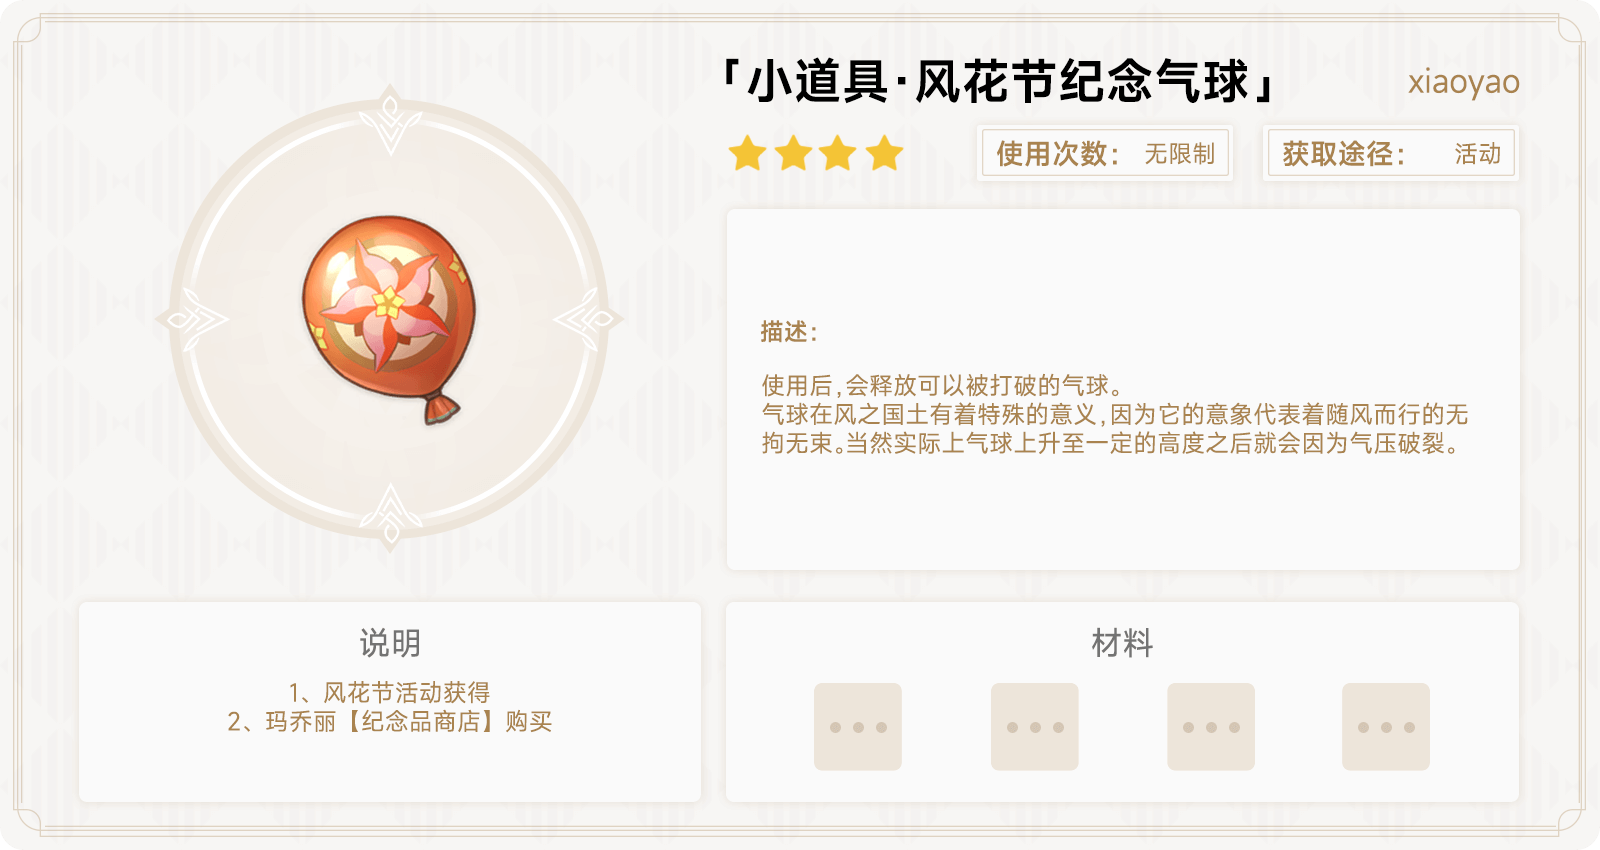 「小道具·风花节纪念气球」
xiaoyao
使用次数： 无限制
获取途径： 活动
描述：
使用后,会释放可以被打破的气球。
气球在风之国土有着特殊的意义,因为它的意象代表着随风而行的无
拘无束。当然实际上气球上升至一定的高度之后就会因为气压破裂。
说明
1、风花节活动获得
2、玛乔丽【纪念品商店】购买
材料